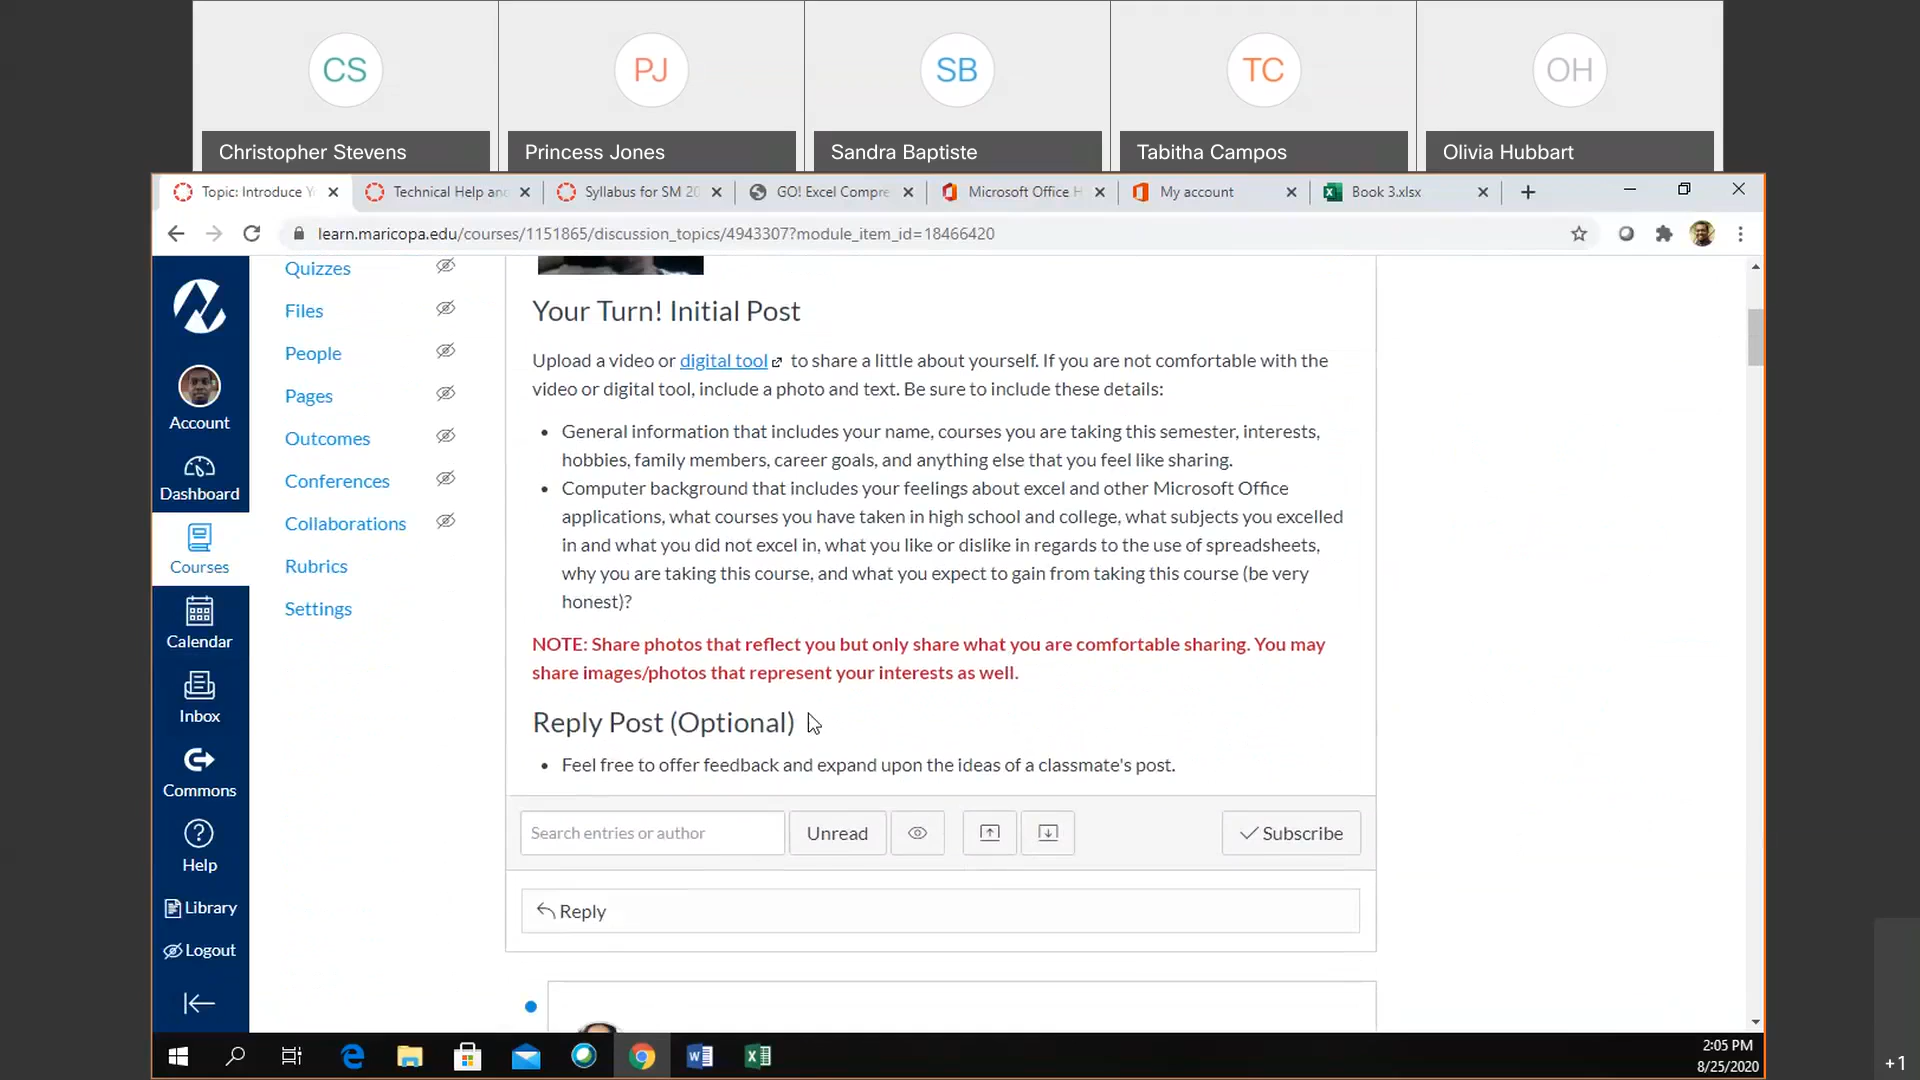 CS
PJ
SB
TC
OH
Christopher Stevens
Princess Jones
Sandra Baptiste
Tabitha Campos
Olivia Hubbart
Topic: Introduce Y
Technical Help and
Syllabus for SM 20
GO! Excel Compre
Microsoft Office H
My account
Book 3.xlsx
learn.maricopa.edu/courses/1151865/discussion_topics/4943307?module_item_id=18466420
Account
Dashboard
Courses
Calendar
Inbox
Commons
Help
Library
Logout
Quizzes
Files
People
Pages
Outcomes
Conferences
Collaborations
Rubrics
Settings
Your Turn! Initial Post
Upload a video or digital tool to share a little about yourself. If you are not comfortable with the
video or digital tool, include a photo and text. Be sure to include these details:
• General information that includes your name, courses you are taking this semester, interests,
hobbies, family members, career goals, and anything else that you feel like sharing.
• Computer background that includes your feelings about excel and other Microsoft Office
applications, what courses you have taken in high school and college, what subjects you excelled
in and what you did not excel in, what you like or dislike in regards to the use of spreadsheets,
why you are taking this course, and what you expect to gain from taking this course (be very
honest)?
NOTE: Share photos that reflect you but only share what you are comfortable sharing. You may
share images/photos that represent your interests as well.
Reply Post (Optional)
• Feel free to offer feedback and expand upon the ideas of a classmate's post.
Search entries or author
Unread
Subscribe
Reply
2:05 PM
8/25/2020
+1